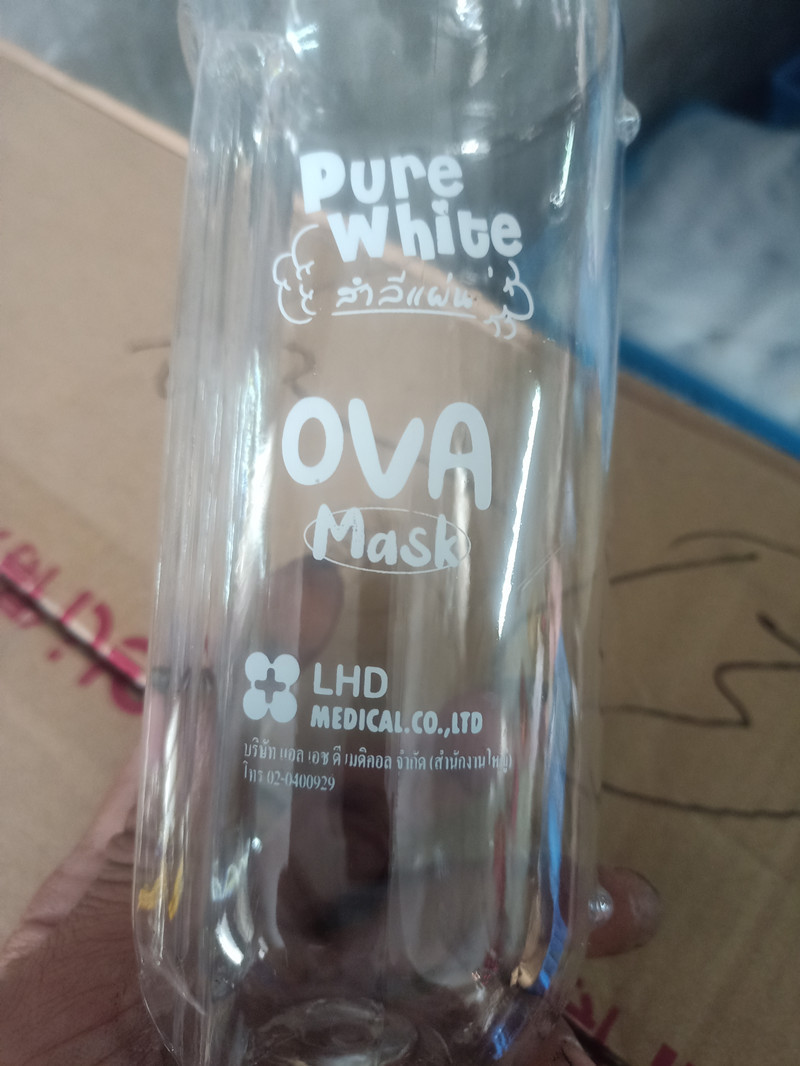 Pure
White
สำลีแผ่น
OVA
Mask
LHD
MEDICAL.CO.,LTD
บริษัท แอล เอช ดี เมดิคอล จำกัด (สำนักงานใหญ่)
โทร 02-0400929